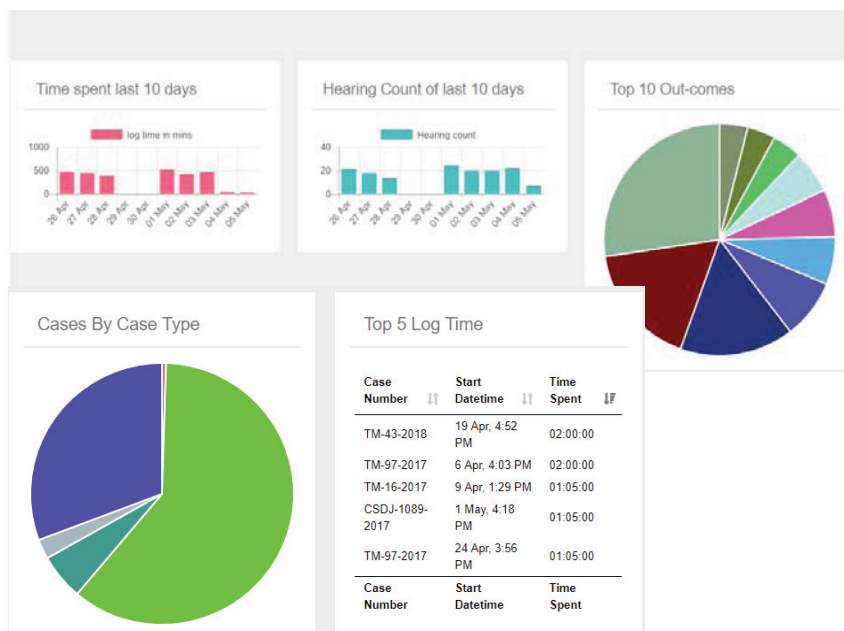 Time spent last 10 days
log time in mins
1000
500
0
26 Apr
27 Apr
28 Apr
29 Apr
30 Apr
01 May
02 May
03 May
04 May
05 May
Hearing Count of last 10 days
Hearing count
40
20
0
26 Apr
27 Apr
28 Apr
29 Apr
30 Apr
01 May
02 May
03 May
04 May
05 May
Top 10 Out-comes
Cases By Case Type
Top 5 Log Time
Case Start Time
Number Datetime Spent
TM-43-2018 19 Apr, 4:52 02:00:00
PM
TM-97-2017 6 Apr, 4:03 PM 02:00:00
TM-16-2017 9 Apr, 1:29 PM 01:05:00
CSDJ-1089- 1 May, 4:18 01:05:00
2017 PM
TM-97-2017 24 Apr, 3:56 01:05:00
PM
Case Start Time
Number Datetime Spent